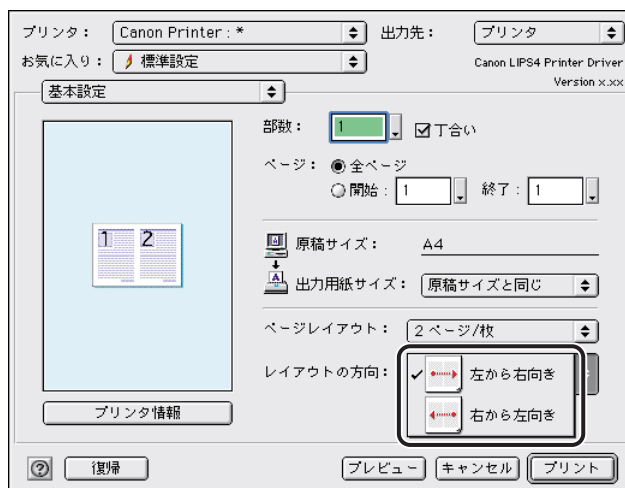 プリンタ： Canon Printer : * 出力先： プリンタ
お気に入り： 標準設定 Canon LIPS4 Printer Driver
Version x.xx
基本設定
部数： 1 丁合い
ページ： 全ページ
開始： 1 終了： 1
1 2
原稿サイズ： A4
出力用紙サイズ： 原稿サイズと同じ
ページレイアウト： 2 ページ/枚
レイアウトの方向： 左から右向き
右から左向き
プリンタ情報
? 復帰 プレビュー キャンセル プリント